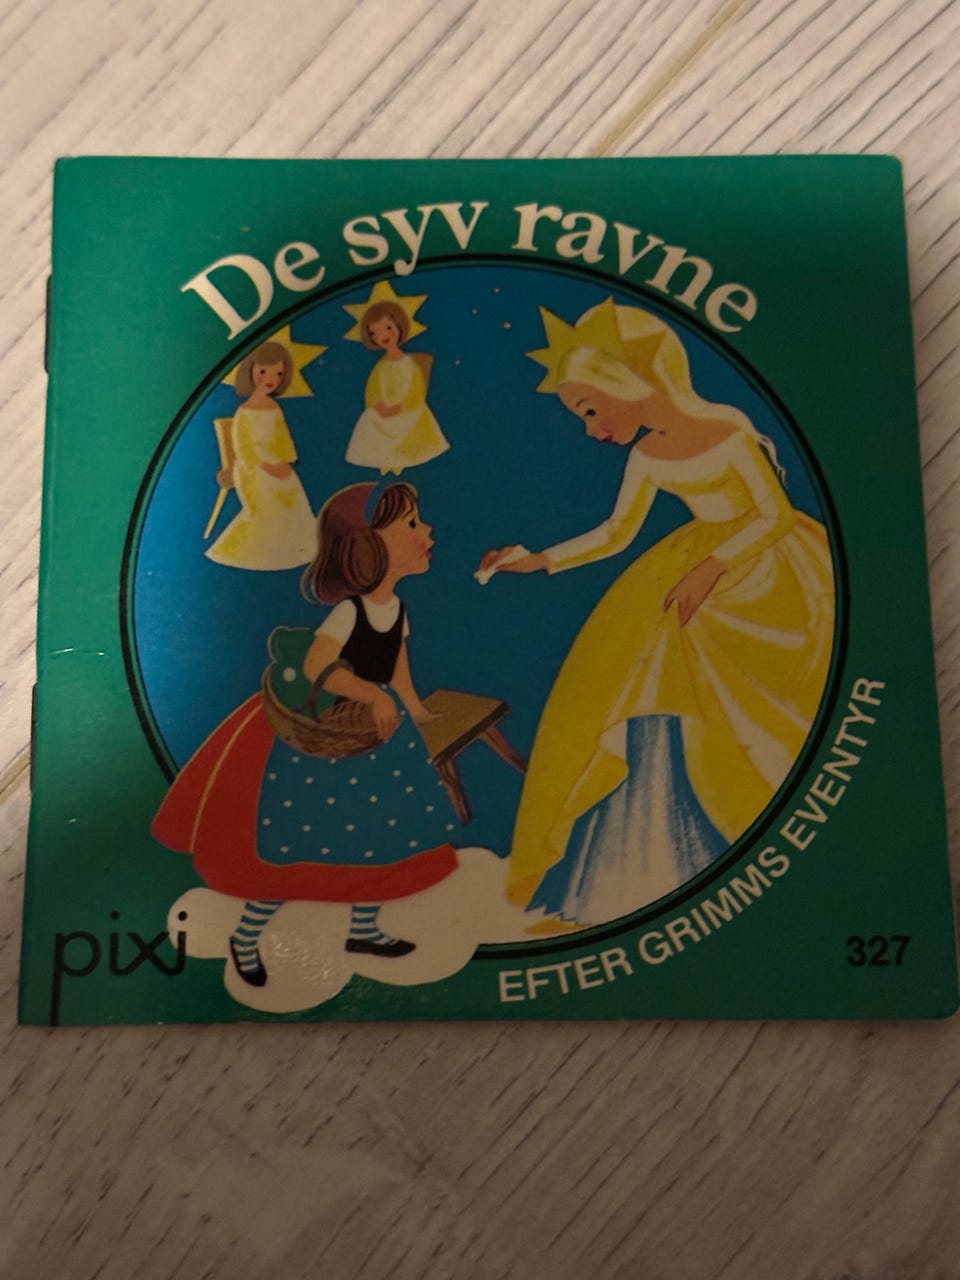 De syv ravne
EFTER GRIMMS EVENTYR
pixi
327